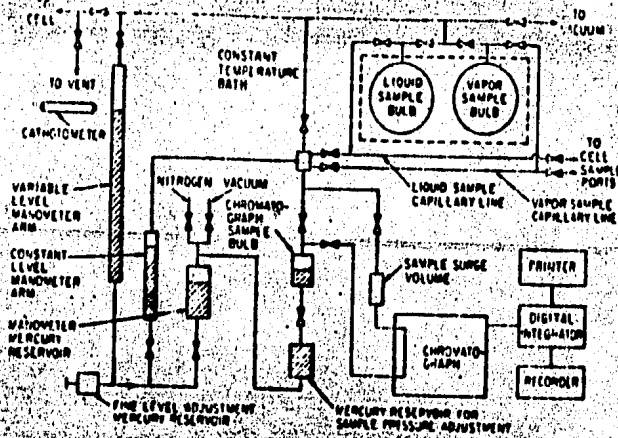 CELL
TO VACUUM
TO VENT
CATHETOMETER
CONSTANT
TEMPERATURE
BATH
LIQUID
SAMPLE
BULB
VAPOR
SAMPLE
BULB
TO
CELL
SAMPLE
PORTS
LIQUID SAMPLE
CAPILLARY LINE
VAPOR SAMPLE
CAPILLARY LINE
VARIABLE
LEVEL
MANOMETER
ARM
NITROGEN
VACUUM
CHROMATO-
GRAPH
SAMPLE
BULB
CONSTANT
LEVEL
MANOMETER
ARM
SAMPLE SURGE
VOLUME
PRINTER
MANOMETER
MERCURY
RESERVOIR
DIGITAL
INTEGRATOR
CHROMATO-
GRAPH
RECORDER
FINE LEVEL ADJUSTMENT
MERCURY RESERVOIR
MERCURY RESERVOIR FOR
SAMPLE PRESSURE ADJUSTMENT